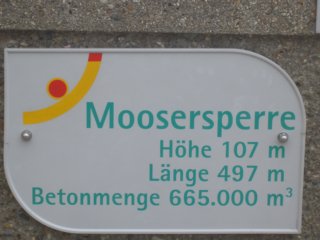 Moosersperre
Höhe 107 m
Länge 497 m
Betonmenge 665.000 m³